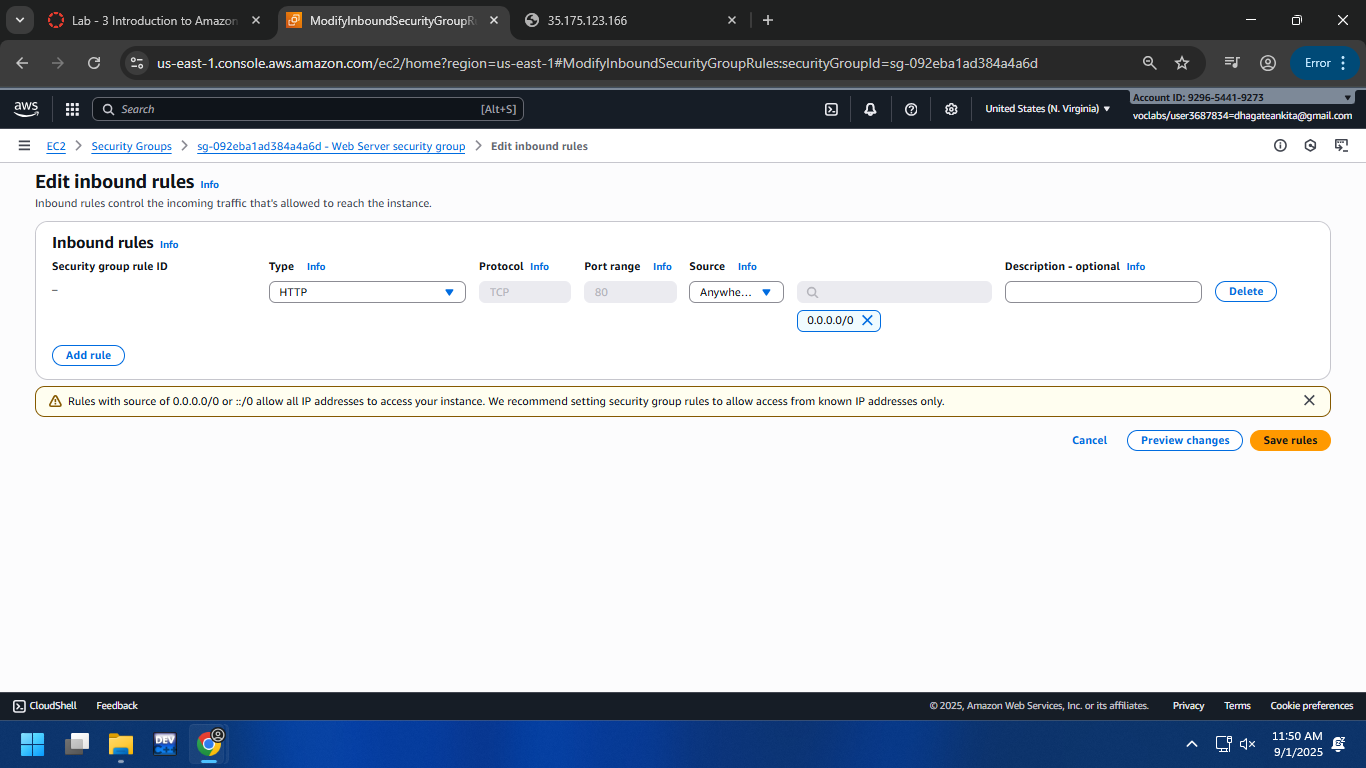 Lab - 3 Introduction to Amazon
ModifyInboundSecurityGroupRu
35.175.123.166
us-east-1.console.aws.amazon.com/ec2/home?region=us-east-1#ModifyInboundSecurityGroupRules:securityGroupId=sg-092eba1ad384a4a6d
Error
aws
Search
[Alt+S]
United States (N. Virginia)
Account ID: 9296-5441-9273
voclabs/user3687834=dhagateankita@gmail.com
EC2 > Security Groups > sg-092eba1ad384a4a6d - Web Server security group > Edit inbound rules
Edit inbound rules Info
Inbound rules control the incoming traffic that's allowed to reach the instance.
Inbound rules Info
Security group rule ID Type Info Protocol Info Port range Info Source Info Description - optional Info
– HTTP TCP 80 Anywhe... Delete
0.0.0.0/0
Add rule
Rules with source of 0.0.0.0/0 or ::/0 allow all IP addresses to access your instance. We recommend setting security group rules to allow access from known IP addresses only.
Cancel Preview changes Save rules
CloudShell Feedback © 2025, Amazon Web Services, Inc. or its affiliates. Privacy Terms Cookie preferences
DEV
C++
11:50 AM
9/1/2025